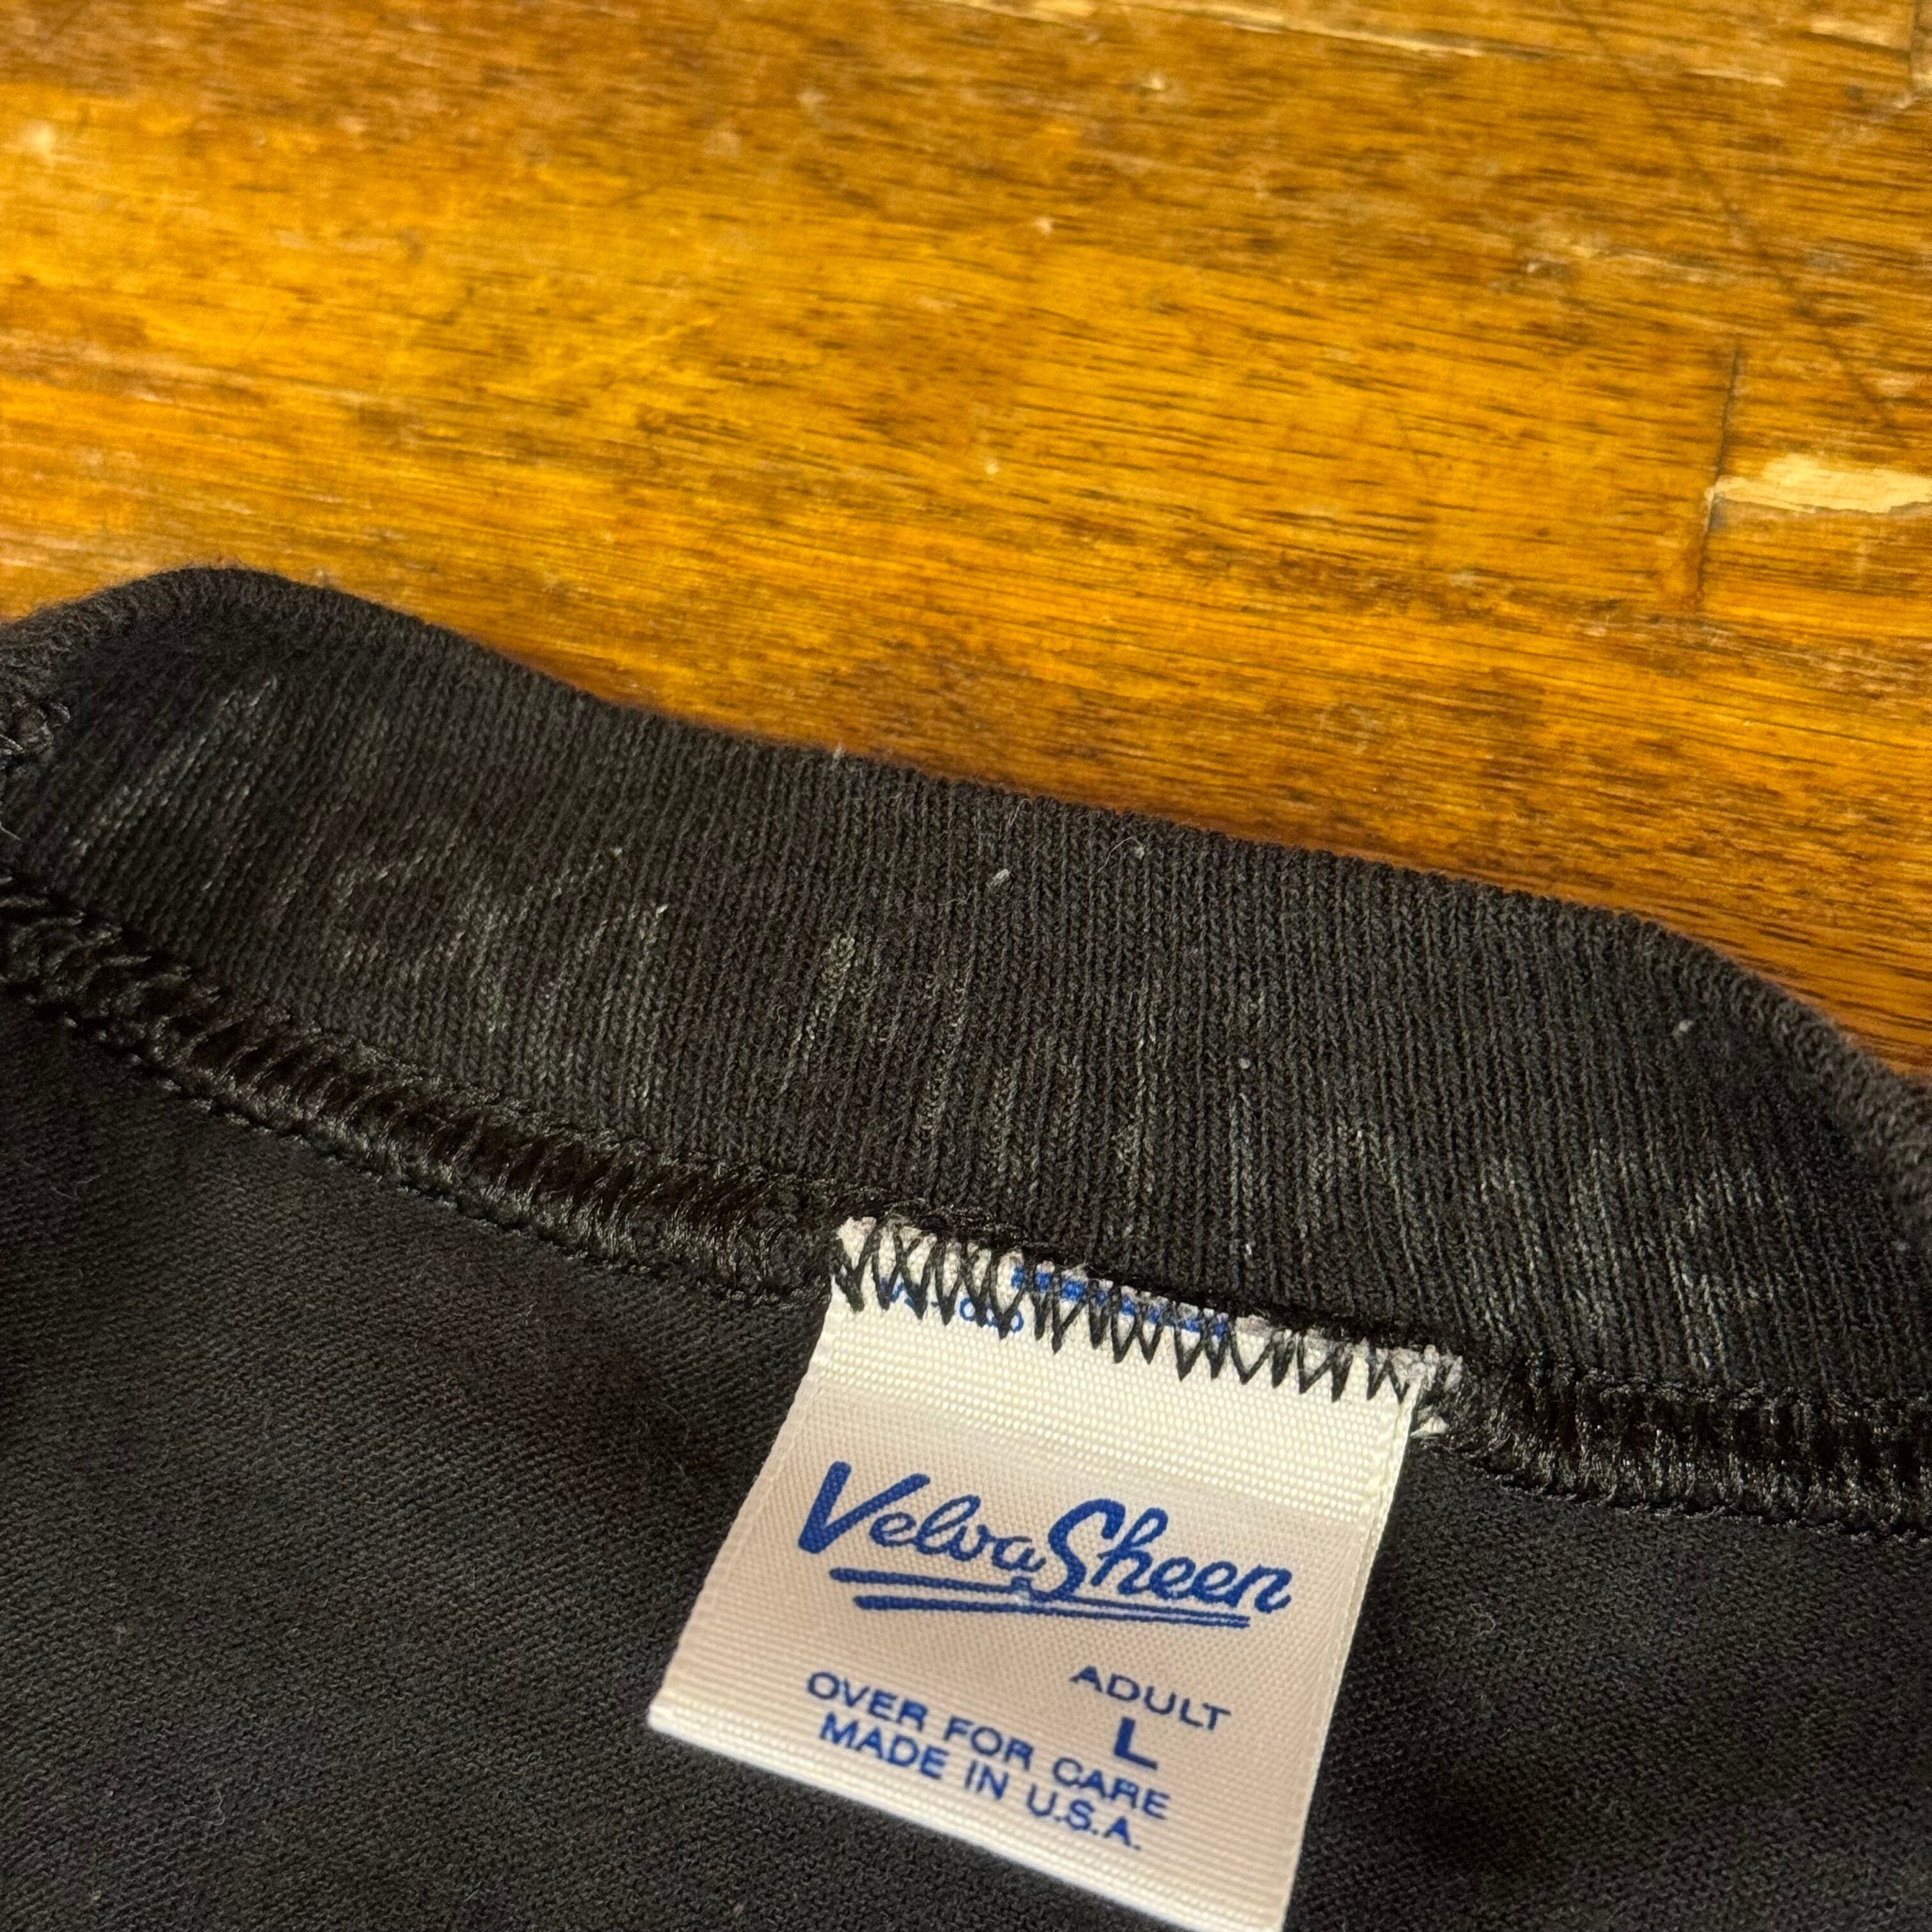 VelvaSheen
ADULT
L
OVER FOR CARE
MADE IN U.S.A.